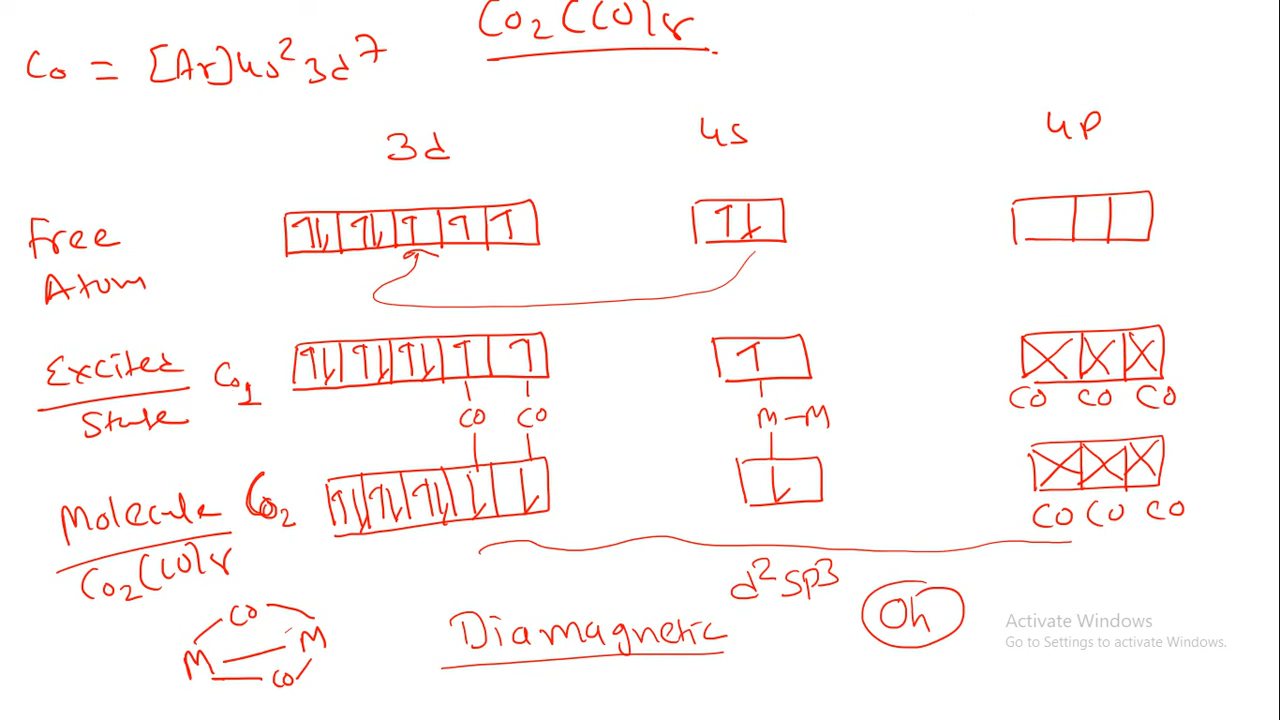 Co2(CO)8
Co = [Ar]4s² 3d⁷
3d 4s 4p
Free
Atom
↑↓ ↑↓ ↑ ↑ ↑ ↑↓
Excited
State
Co1 ↑↓ ↑↓ ↑↓ ↑ ↑ ↑ X X X
CO CO CO
CO CO M-M
Molecule
Co2(CO)8
Co2 ↑↓ ↑↓ ↑↓ ↓ ↓ ↓ X X X
CO CO CO
d²sp³
Oh
Diamagnetic
CO
M M
CO
Activate Windows
Go to Settings to activate Windows.